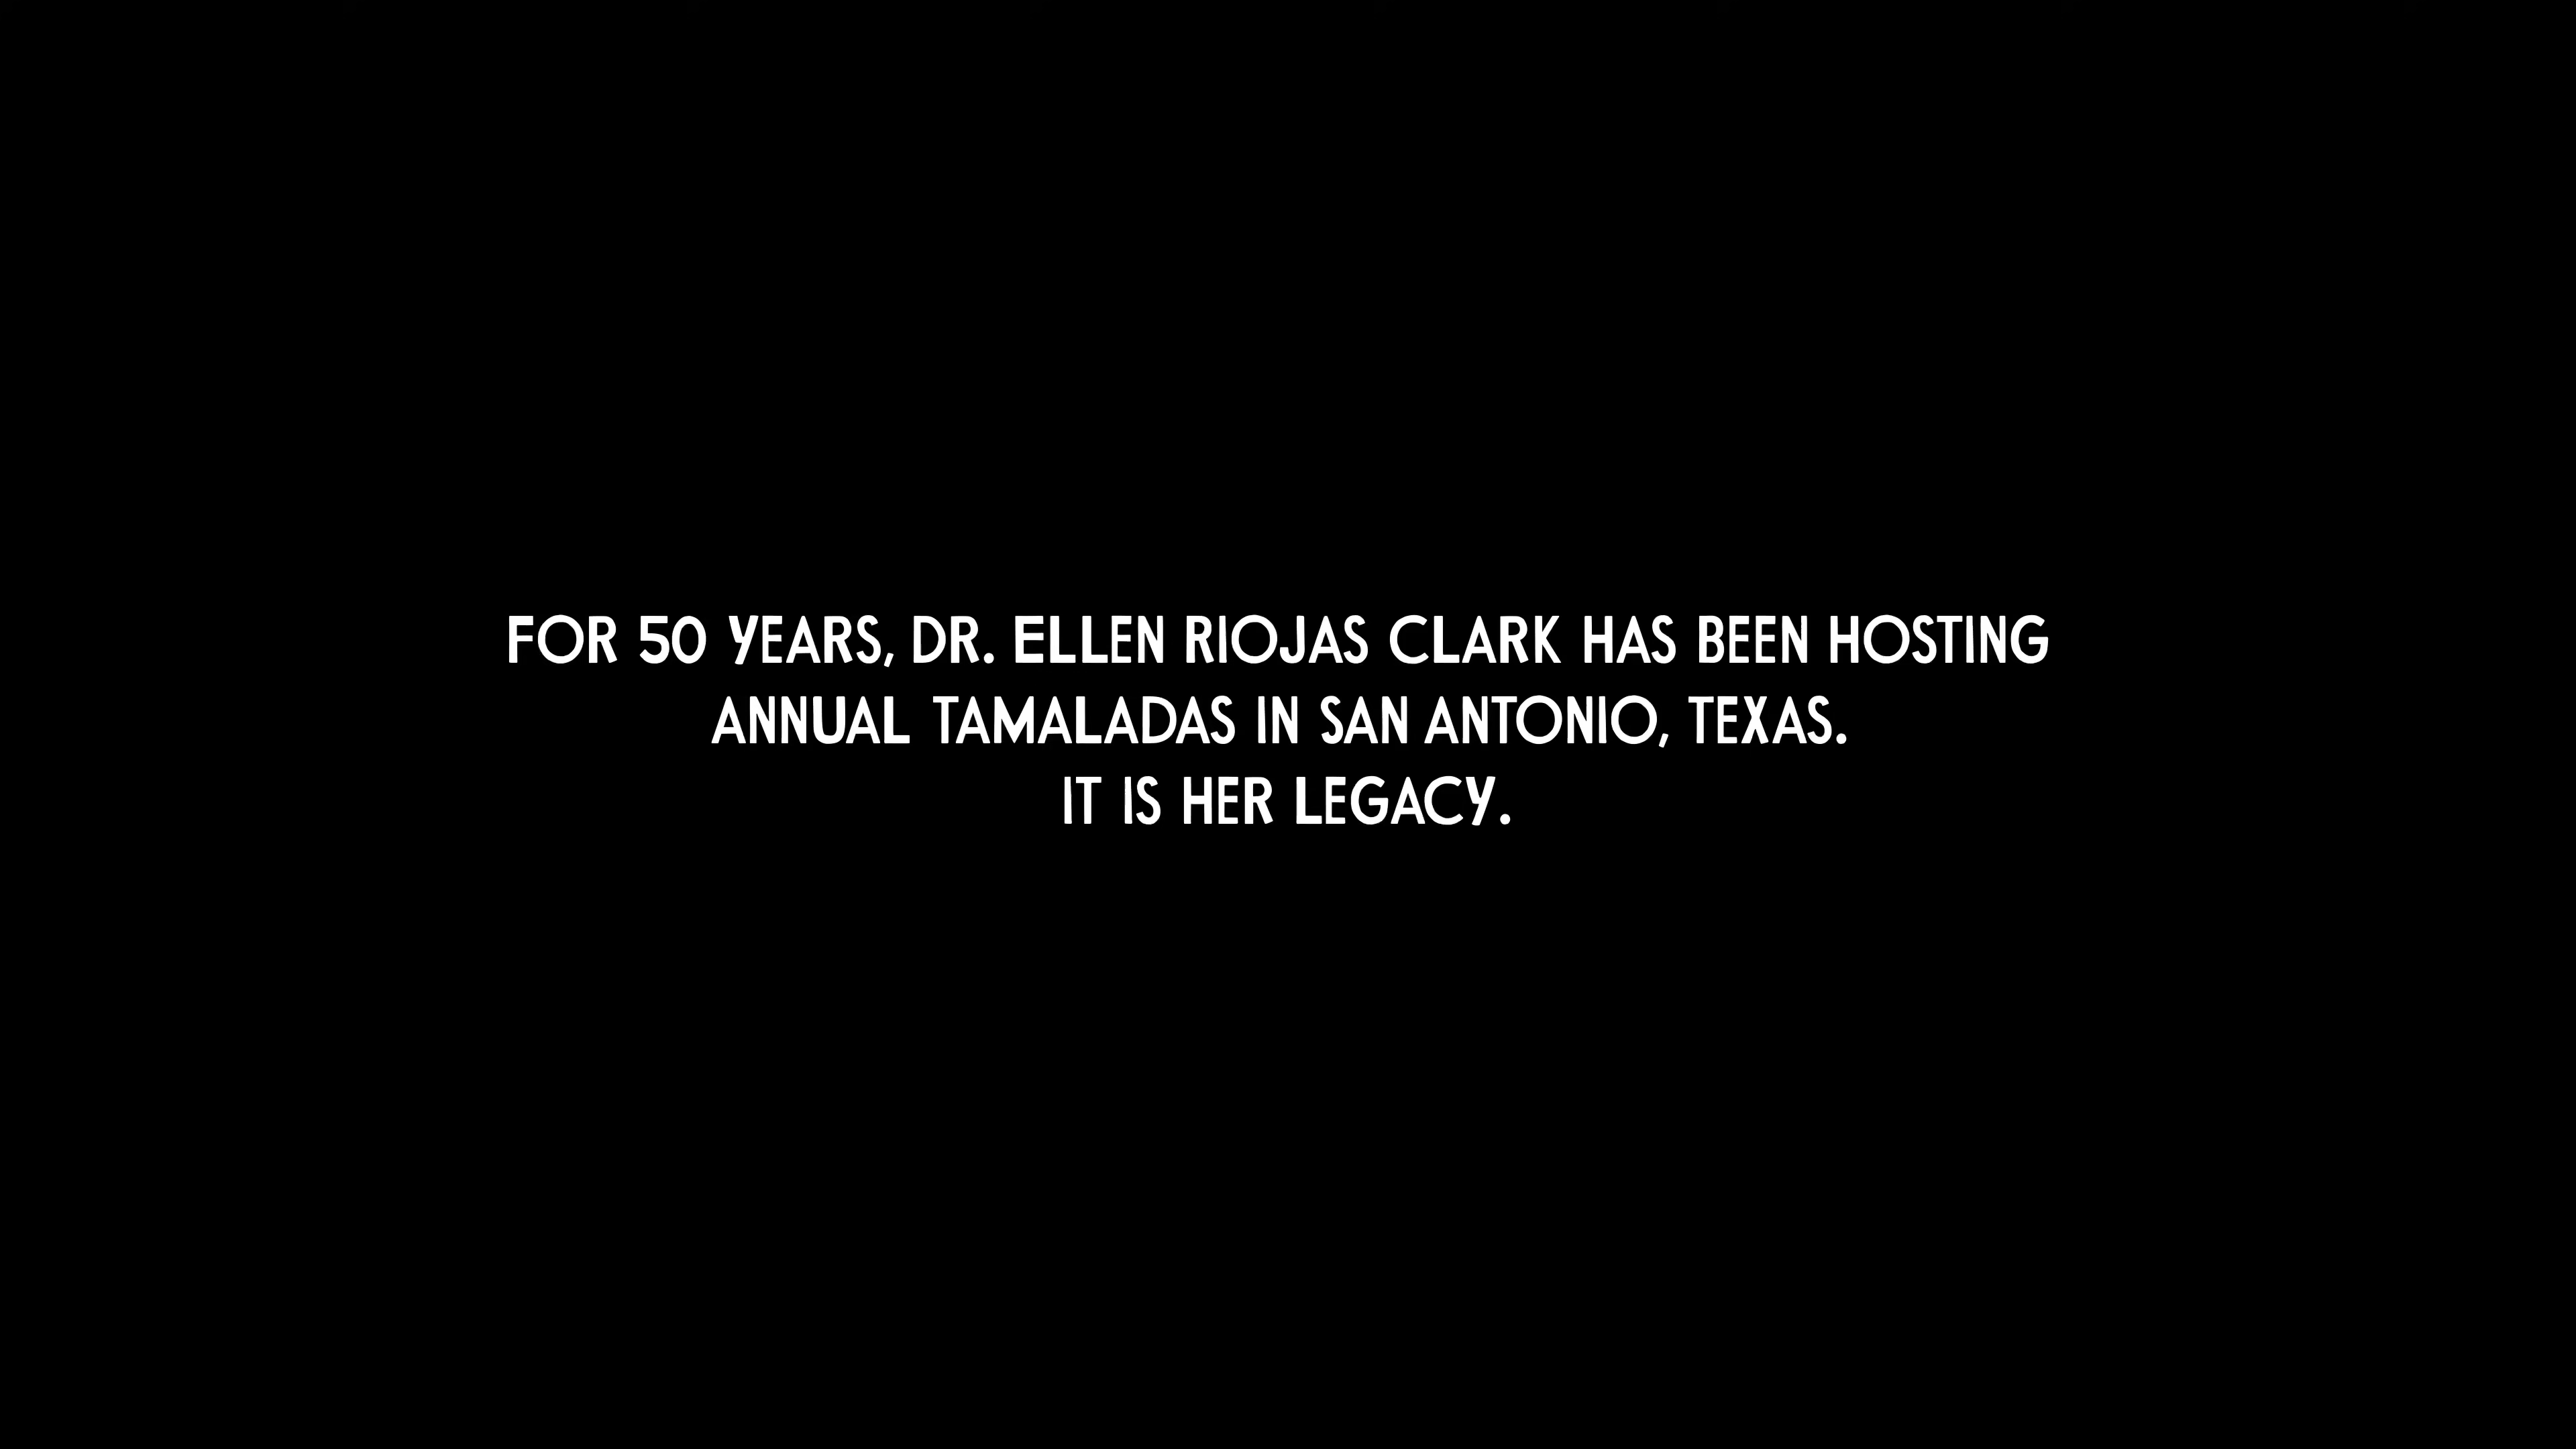 FOR 50 YEARS, DR. ELLEN RIOJAS CLARK HAS BEEN HOSTING
ANNUAL TAMALADAS IN SAN ANTONIO, TEXAS.
IT IS HER LEGACY.